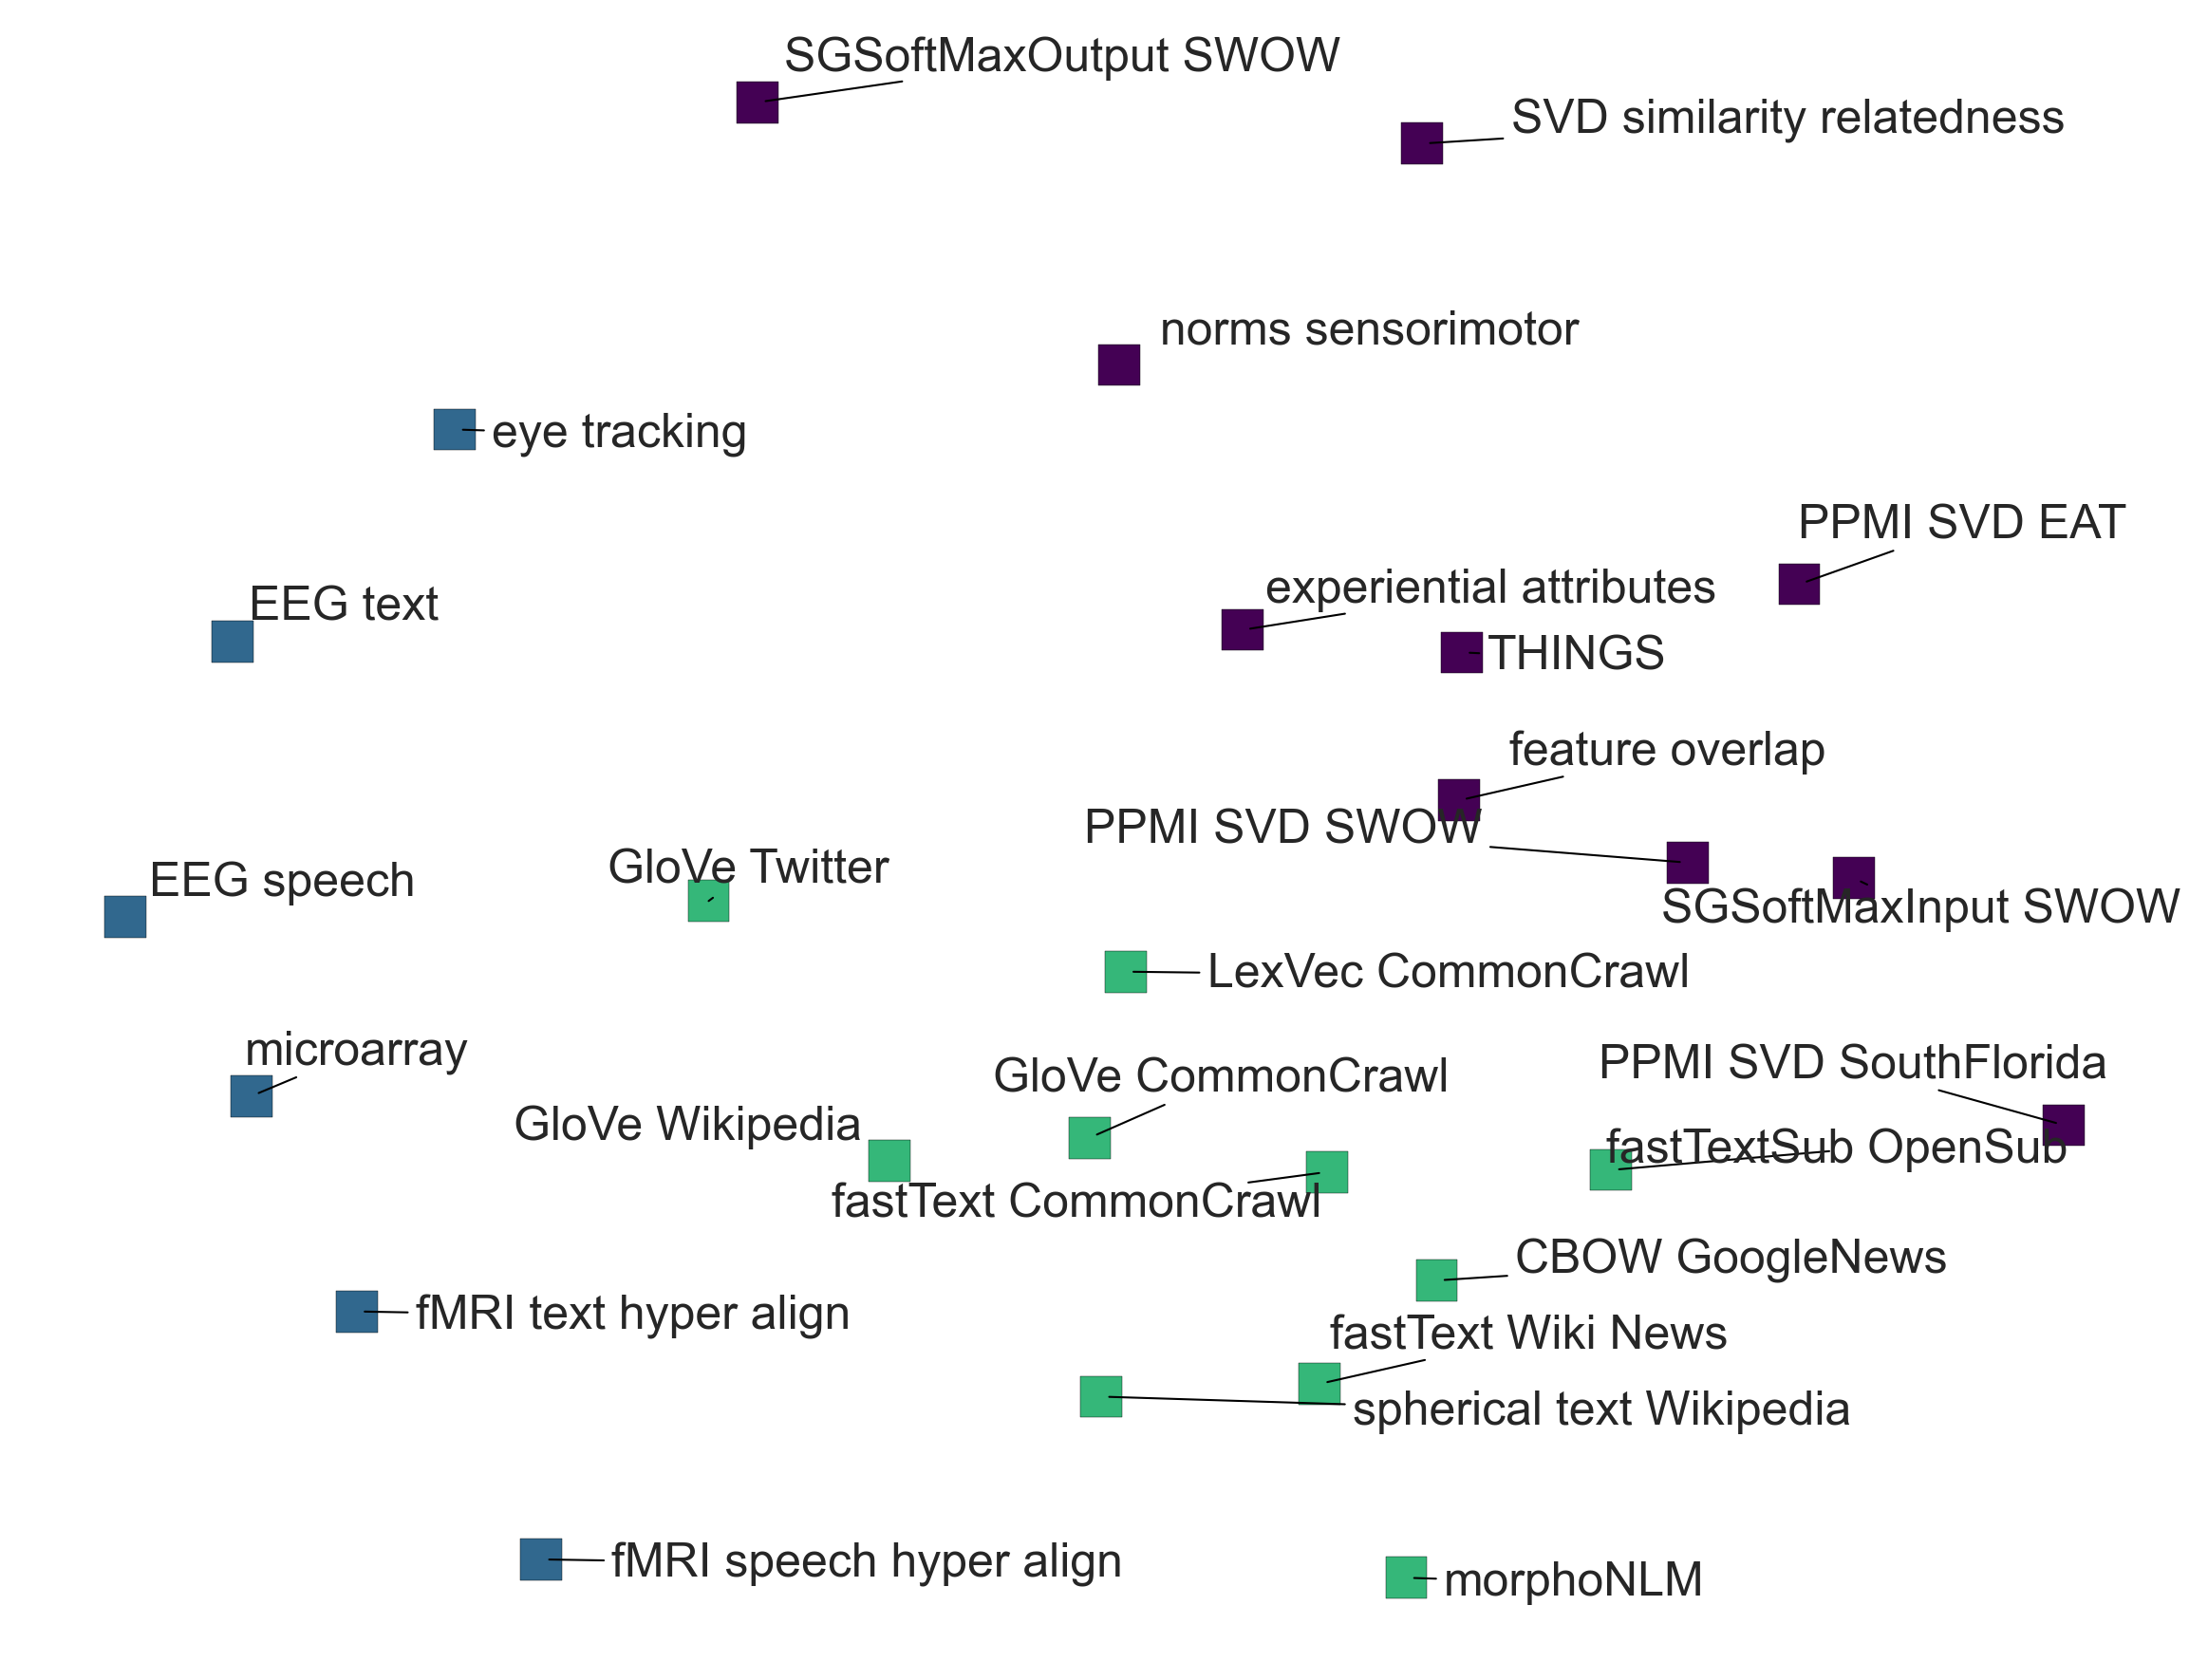 SGSoftMaxOutput SWOW
SVD similarity relatedness
norms sensorimotor
eye tracking
PPMI SVD EAT
experiential attributes
EEG text
THINGS
feature overlap
PPMI SVD SWOW
GloVe Twitter
EEG speech
SGSoftMaxInput SWOW
LexVec CommonCrawl
microarray
PPMI SVD SouthFlorida
GloVe CommonCrawl
GloVe Wikipedia
fastTextSub OpenSub
fastText CommonCrawl
CBOW GoogleNews
fMRI text hyper align
fastText Wiki News
spherical text Wikipedia
fMRI speech hyper align
morphoNLM